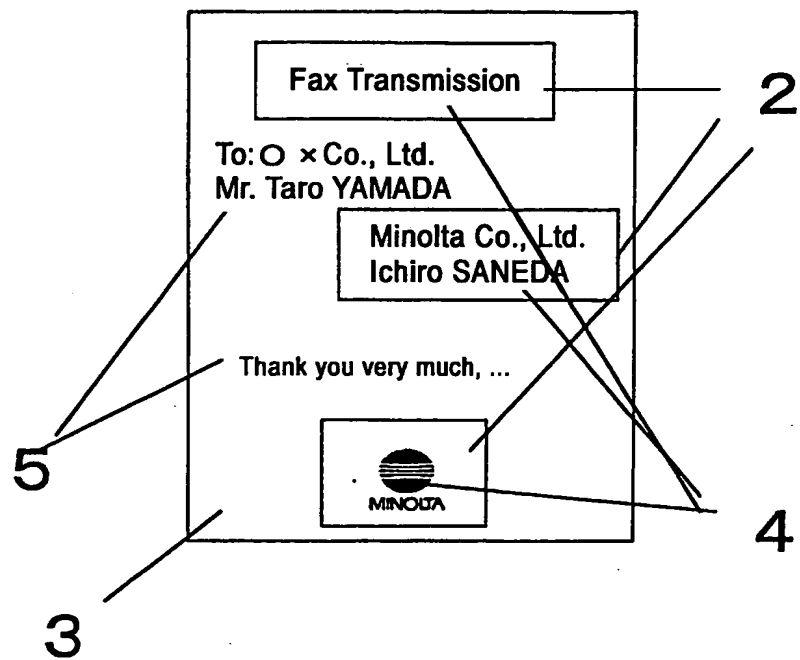 Fax Transmission
2
To:○ ×Co., Ltd.
Mr. Taro YAMADA
Minolta Co., Ltd.
Ichiro SANEDA
Thank you very much, ...
5
MINOLTA
4
3